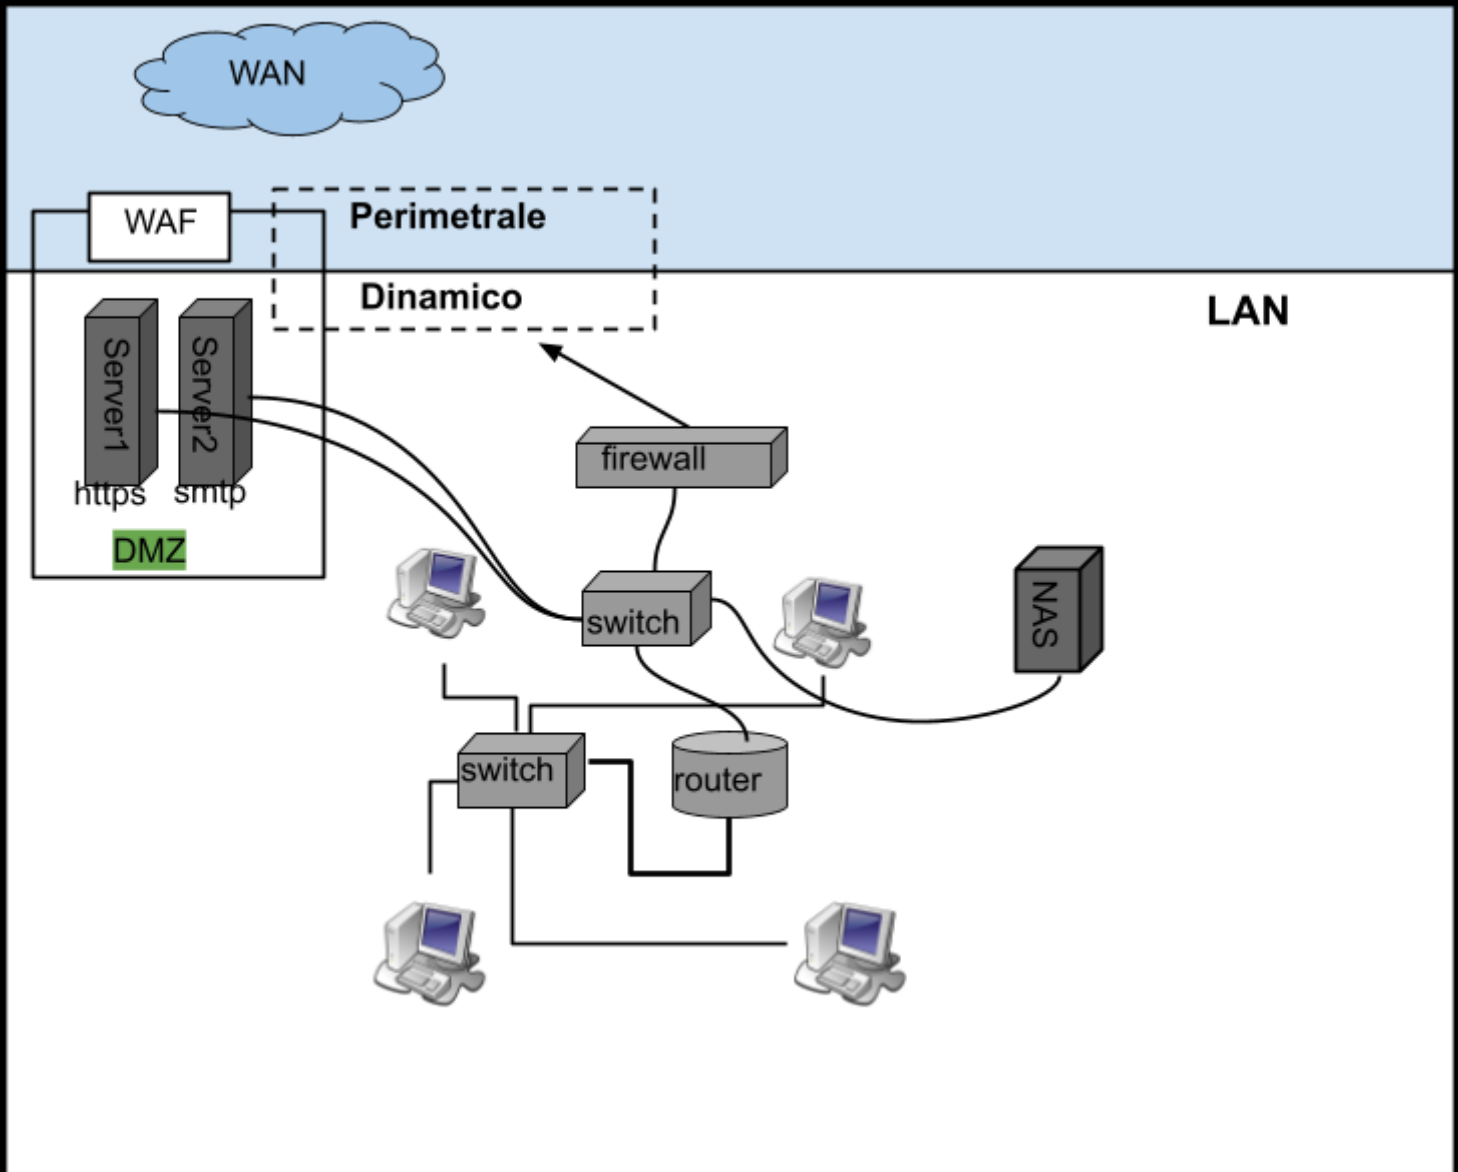 WAN
WAF
Perimetrale
Dinamico
LAN
Server1
Server2
https
smtp
DMZ
firewall
switch
NAS
switch
router